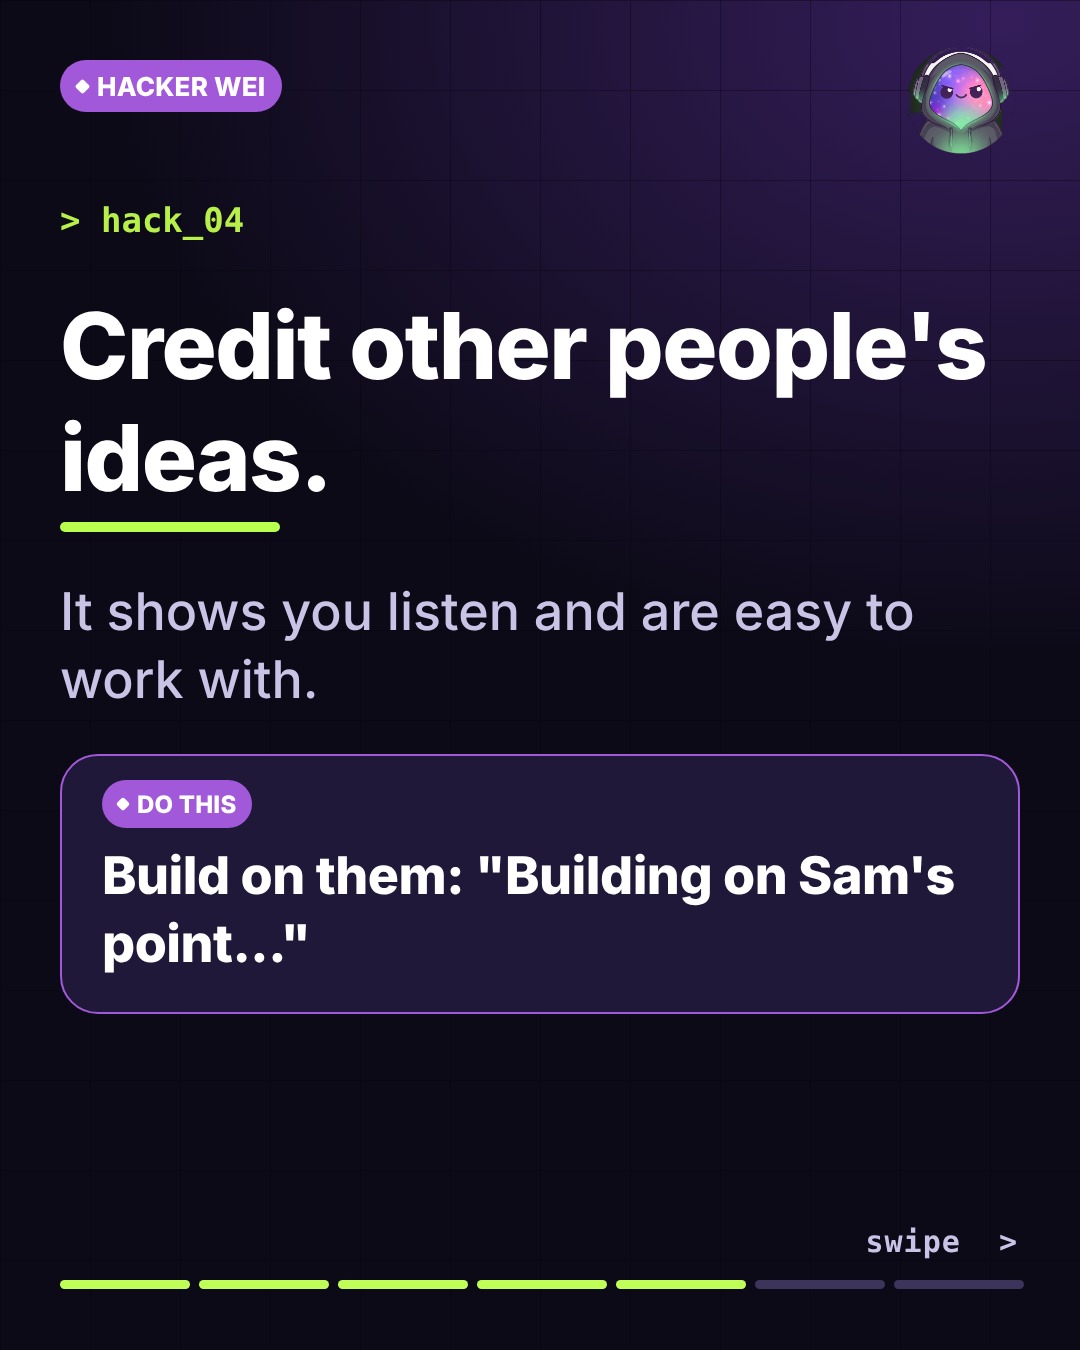 HACKER WEI
> hack_04
Credit other people's
ideas.
It shows you listen and are easy to
work with.
DO THIS
Build on them: "Building on Sam's
point..."
swipe >